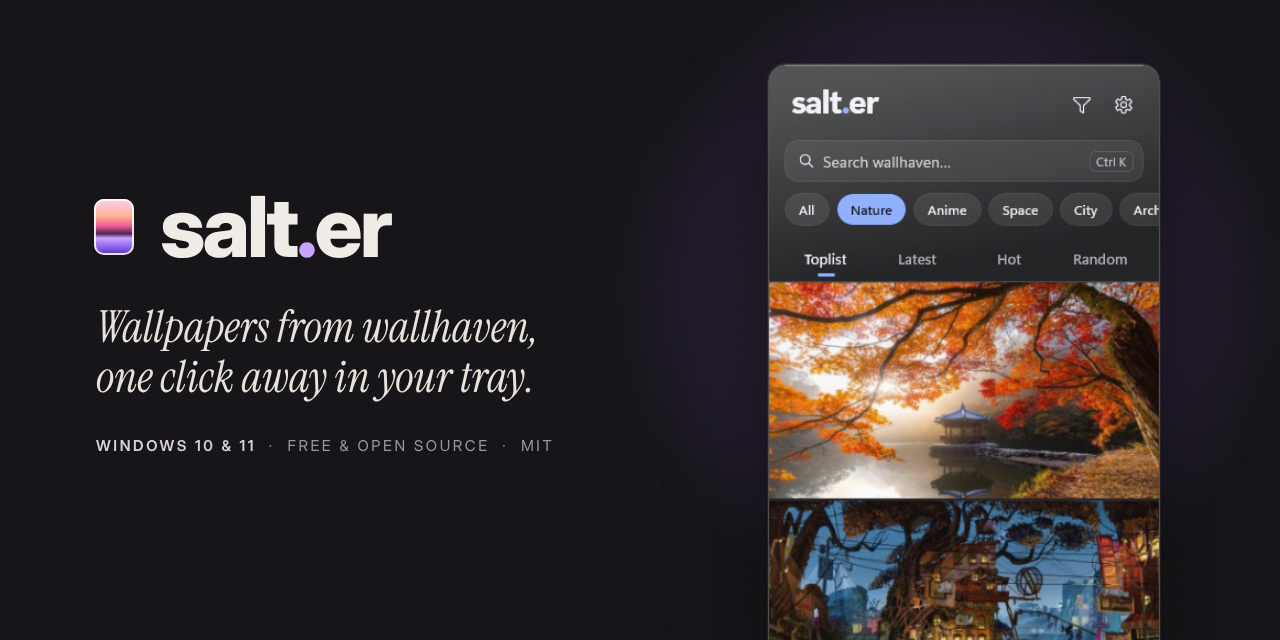 salt.er
Wallpapers from wallhaven,
one click away in your tray.
WINDOWS 10 & 11 · FREE & OPEN SOURCE · MIT
salt.er
Search wallhaven... Ctrl K
All Nature Anime Space City Arch
Toplist Latest Hot Random